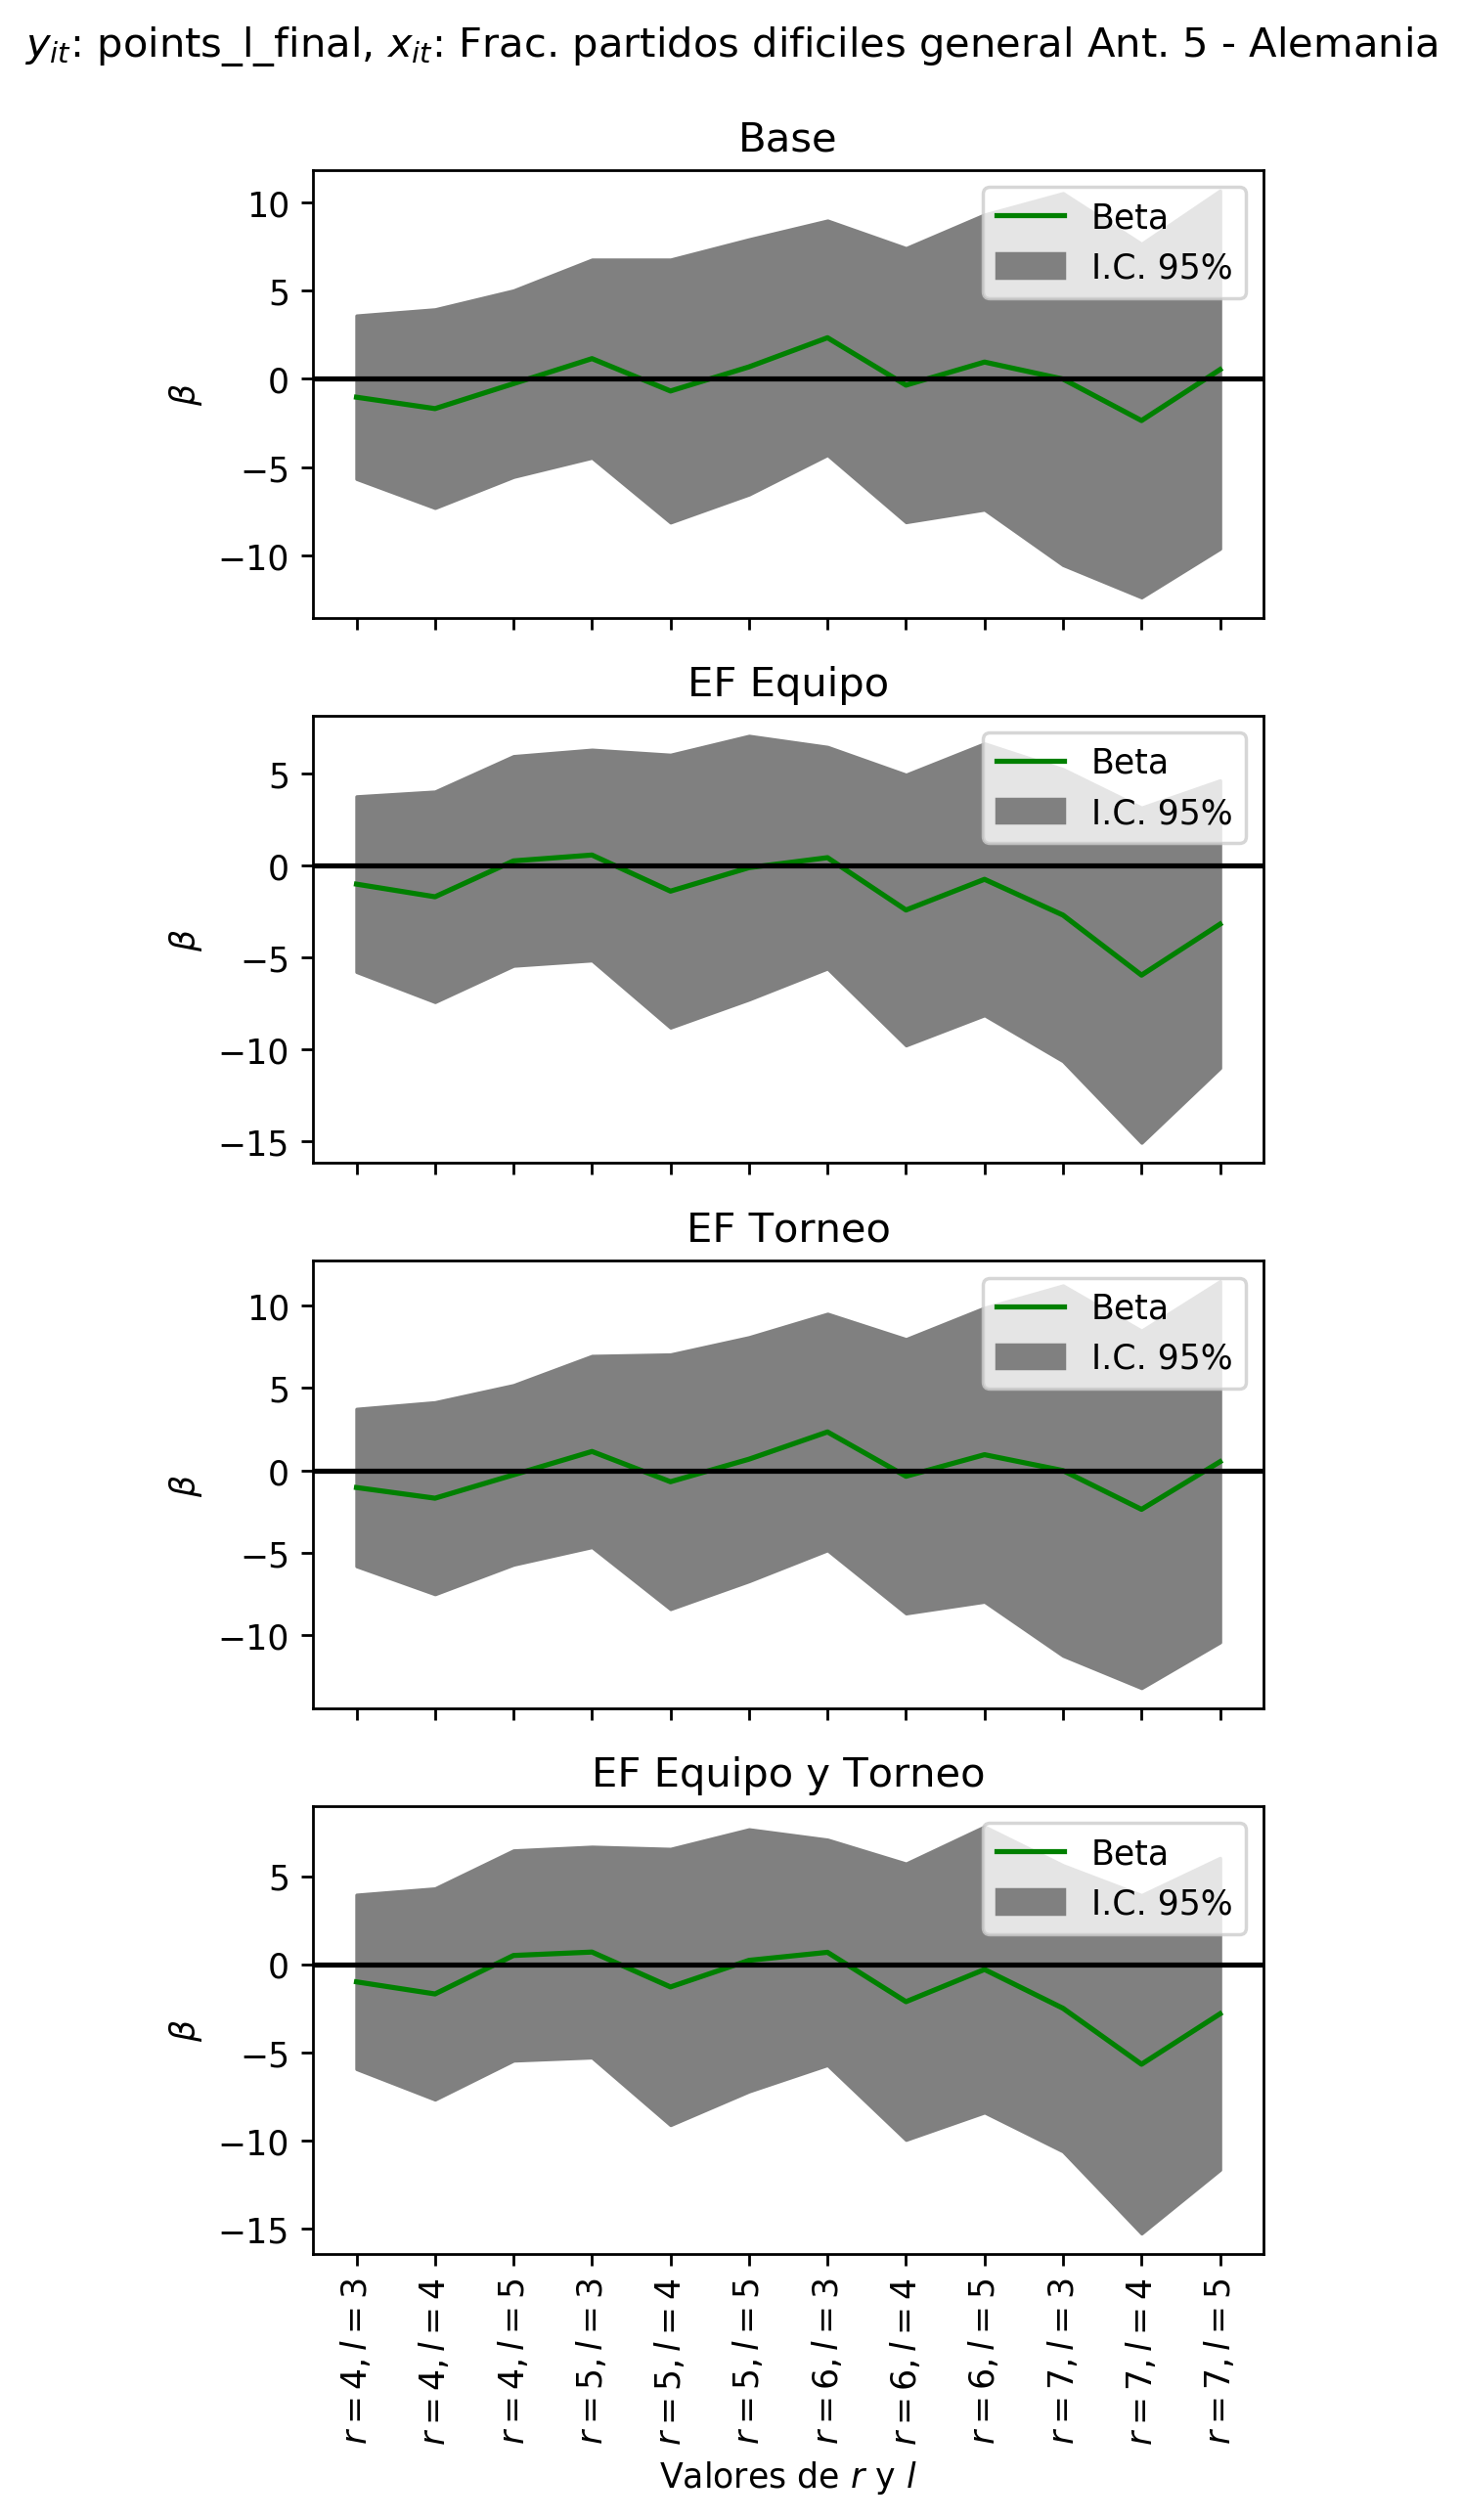 y_it: points_l_final, x_it: Frac. partidos dificiles general Ant. 5 - Alemania
Base
10
5
0
−5
−10
β
Beta
I.C. 95%
EF Equipo
5
0
−5
−10
−15
β
Beta
I.C. 95%
EF Torneo
10
5
0
−5
−10
β
Beta
I.C. 95%
EF Equipo y Torneo
5
0
−5
−10
−15
β
Beta
I.C. 95%
r = 4, l = 3
r = 4, l = 4
r = 4, l = 5
r = 5, l = 3
r = 5, l = 4
r = 5, l = 5
r = 6, l = 3
r = 6, l = 4
r = 6, l = 5
r = 7, l = 3
r = 7, l = 4
r = 7, l = 5
Valores de r y l